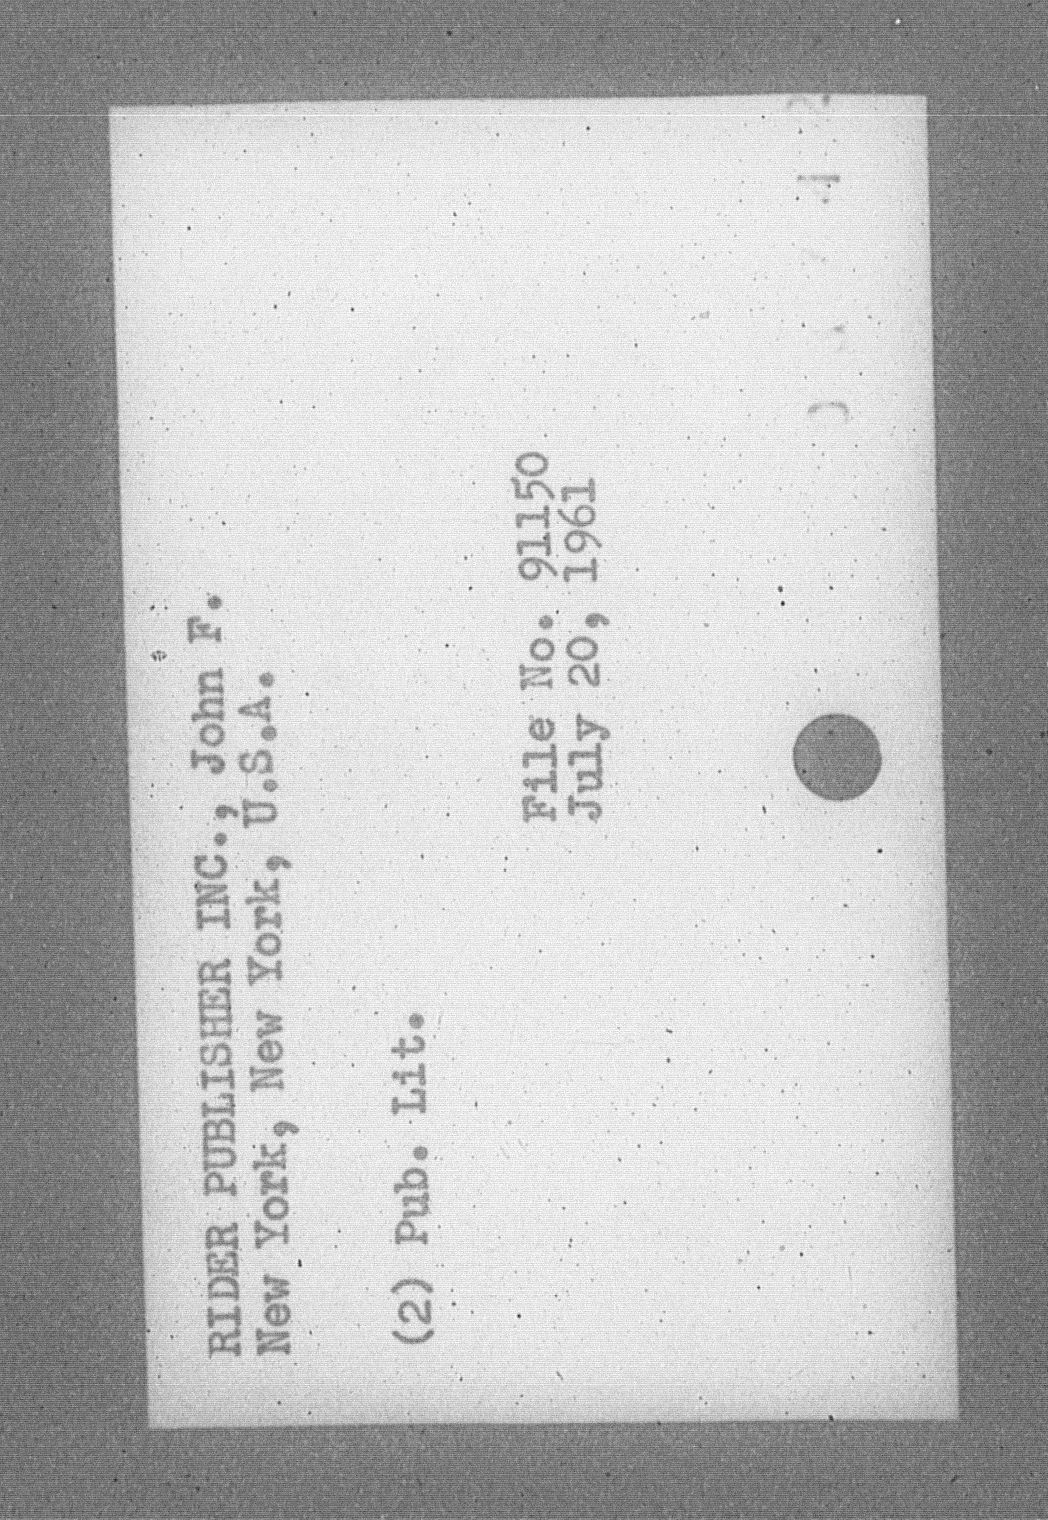 RIDER PUBLISHER INC., John F.
New York, New York, U.S.A.
(2) Pub. Lit.
File No. 91150
July 20, 1961